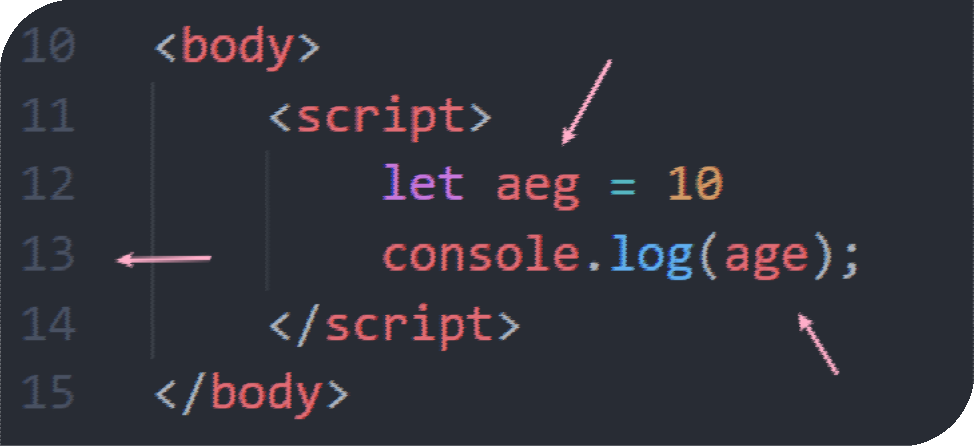 10 <body>
11 <script>
12 let aeg = 10
13 console.log(age);
14 </script>
15 </body>